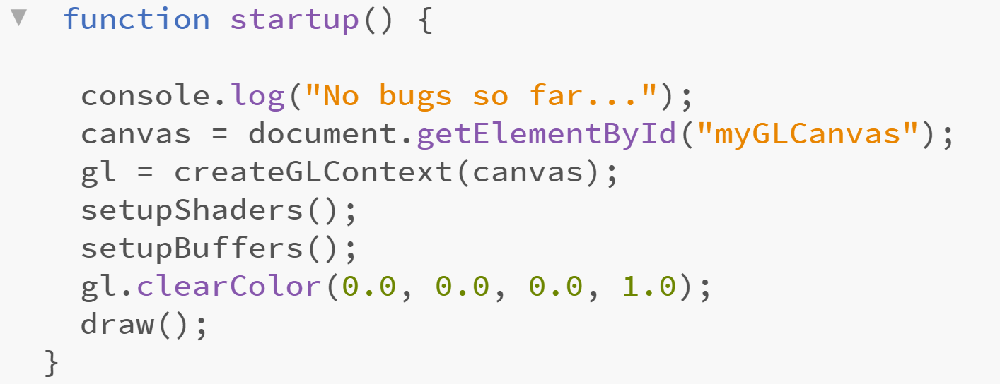 function startup() {
console.log("No bugs so far...");
canvas = document.getElementById("myGLCanvas");
gl = createGLContext(canvas);
setupShaders();
setupBuffers();
gl.clearColor(0.0, 0.0, 0.0, 1.0);
draw();
}